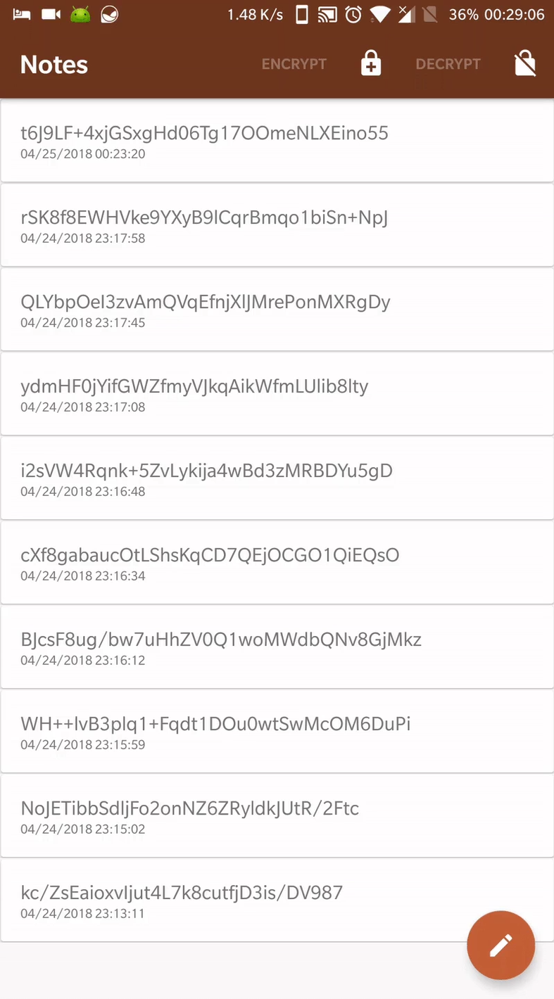 1.48 K/s 36% 00:29:06
Notes ENCRYPT DECRYPT
t6J9LF+4xjGSxgHd06Tg17OOmeNLXEino55
04/25/2018 00:23:20
rSK8f8EWHVke9YXyB9lCqrBmqo1biSn+NpJ
04/24/2018 23:17:58
QLYbpOeI3zvAmQVqEfnjXlJMrePonMXRgDy
04/24/2018 23:17:45
ydmHF0jYifGWZfmyVJkqAikWfmLUlib8lty
04/24/2018 23:17:08
i2sVW4Rqnk+5ZvLykija4wBd3zMRBDYu5gD
04/24/2018 23:16:48
cXf8gabaucOtLShsKqCD7QEjOCGO1QiEQsO
04/24/2018 23:16:34
BJcsF8ug/bw7uHhZV0Q1woMWdbQNv8GjMkz
04/24/2018 23:16:12
WH++lvB3plq1+Fqdt1DOu0wtSwMcOM6DuPi
04/24/2018 23:15:59
NoJETibbSdljFo2onNZ6ZRyldkJUtR/2Ftc
04/24/2018 23:15:02
kc/ZsEaioxvIjut4L7k8cutfjD3is/DV987
04/24/2018 23:13:11